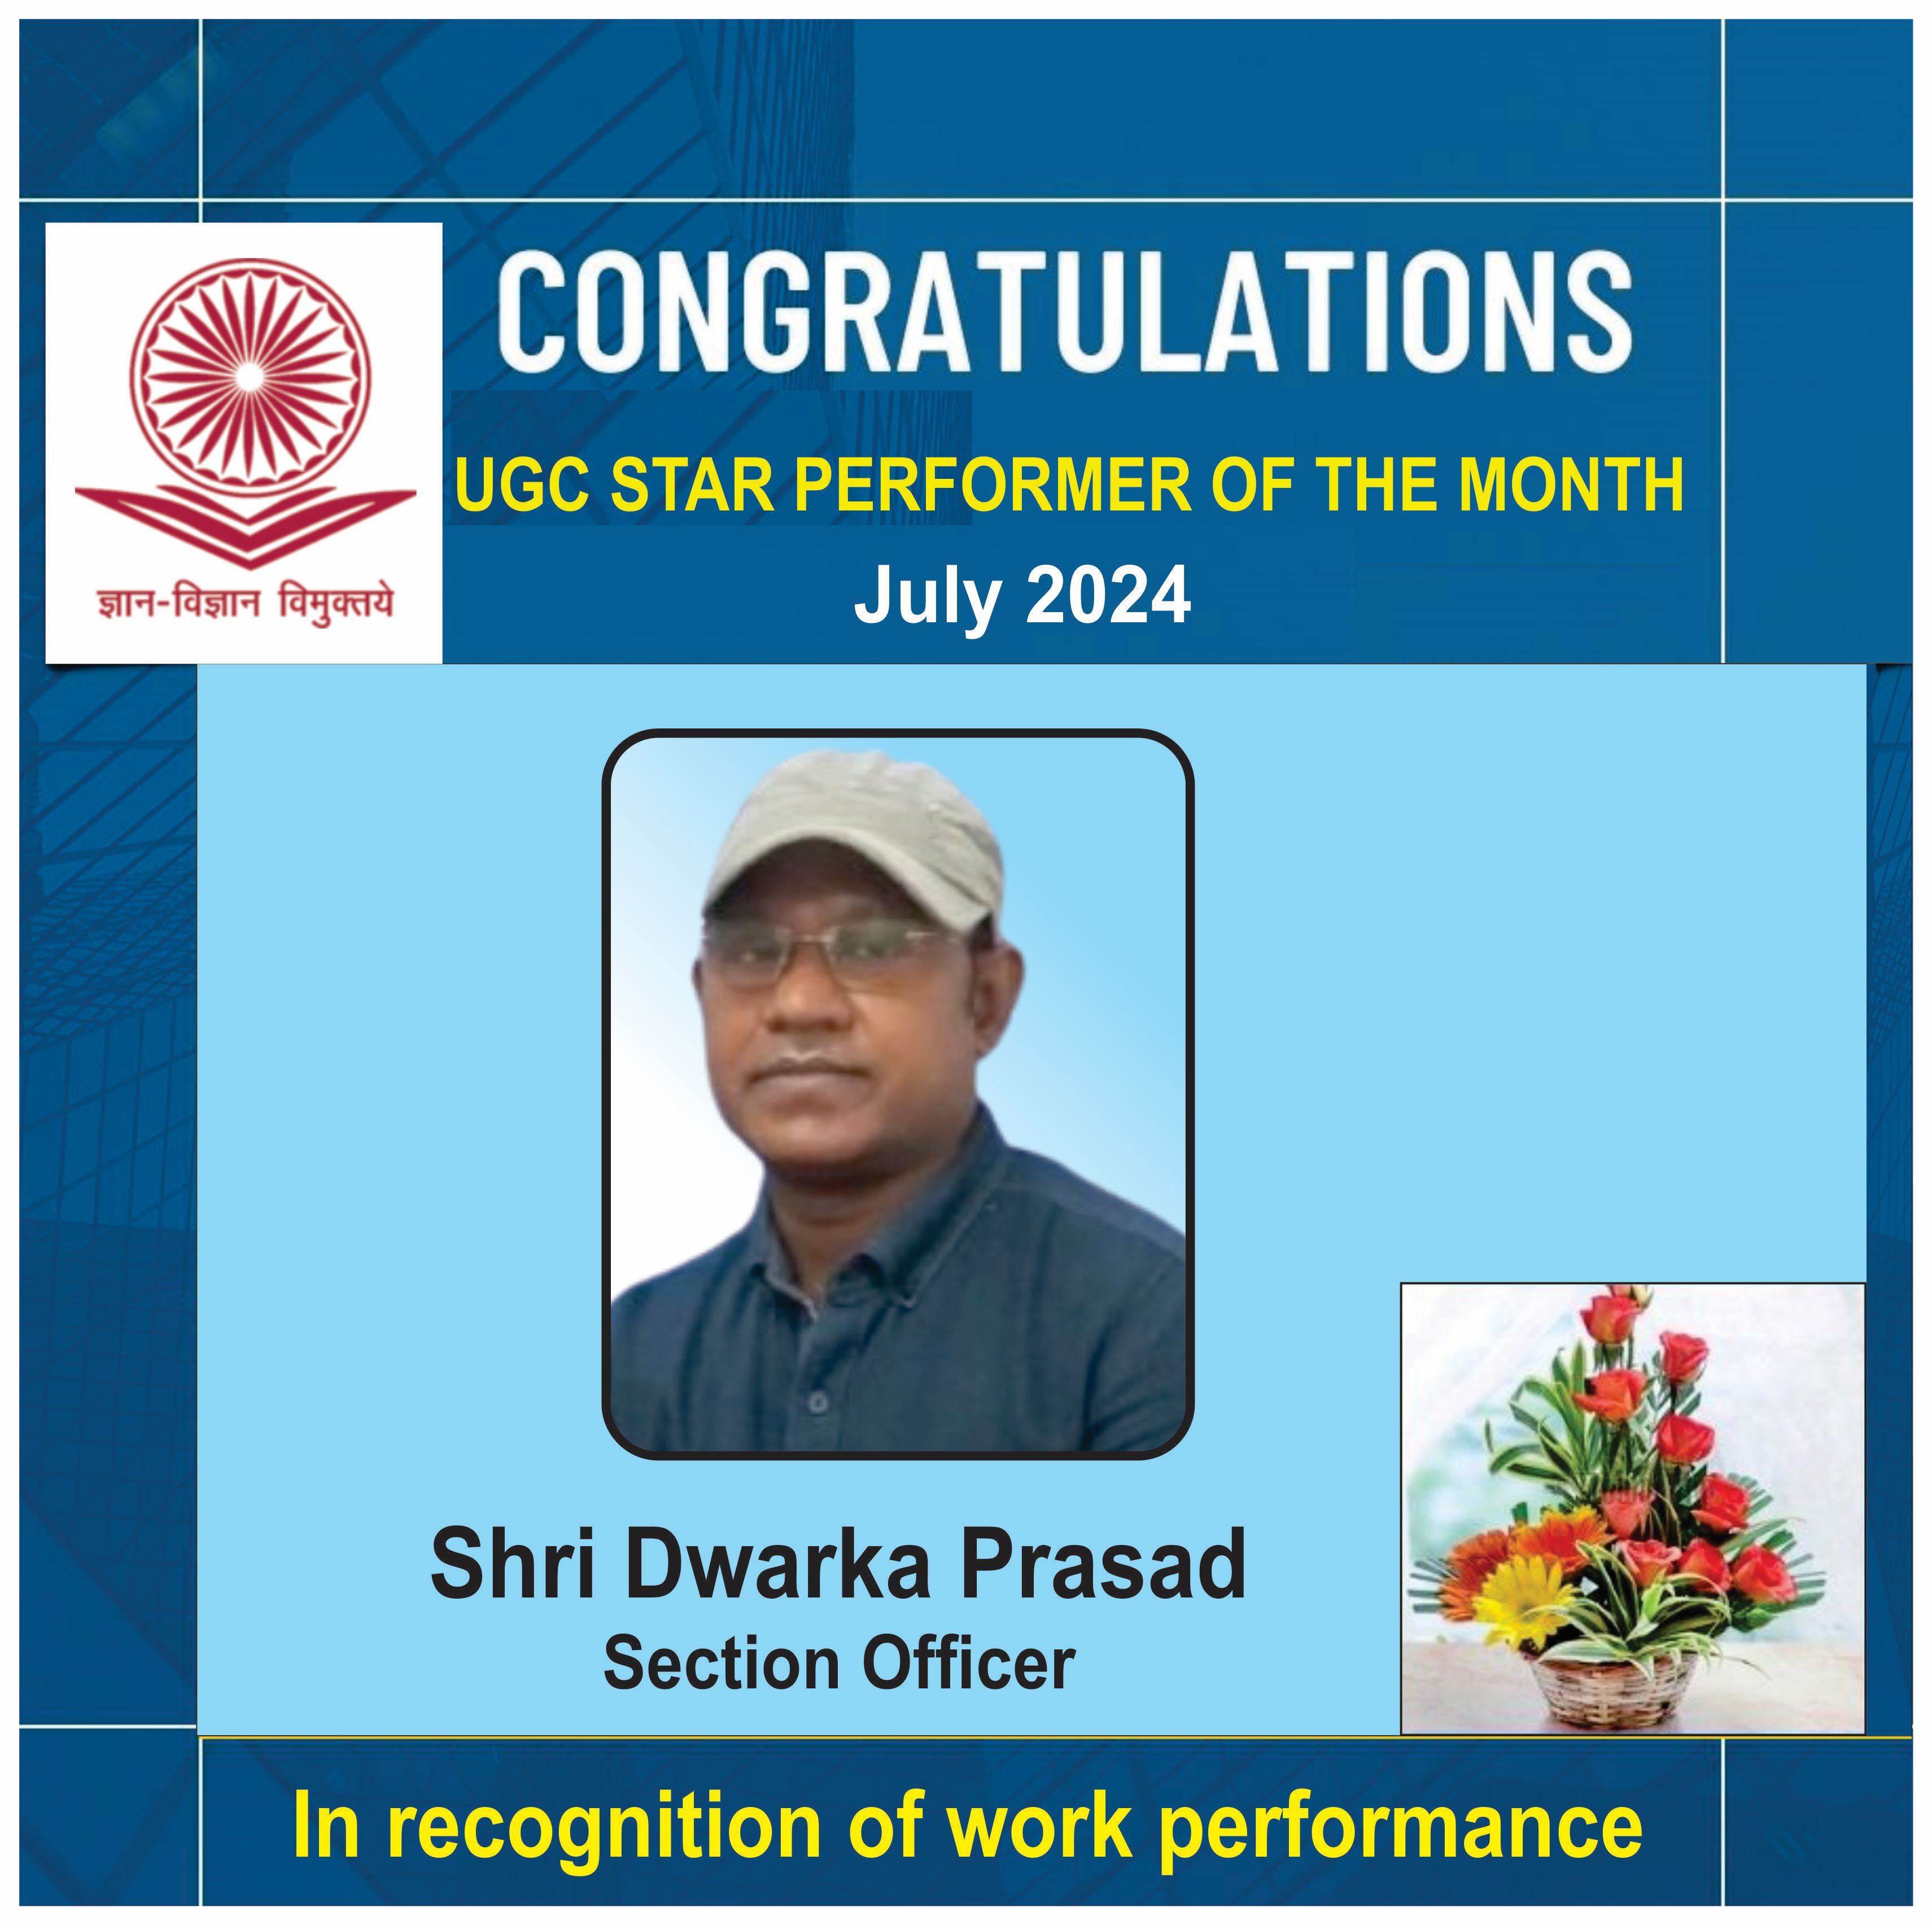 CONGRATULATIONS
UGC STAR PERFORMER OF THE MONTH
July 2024
ज्ञान-विज्ञान विमुक्तये
Shri Dwarka Prasad
Section Officer
In recognition of work performance